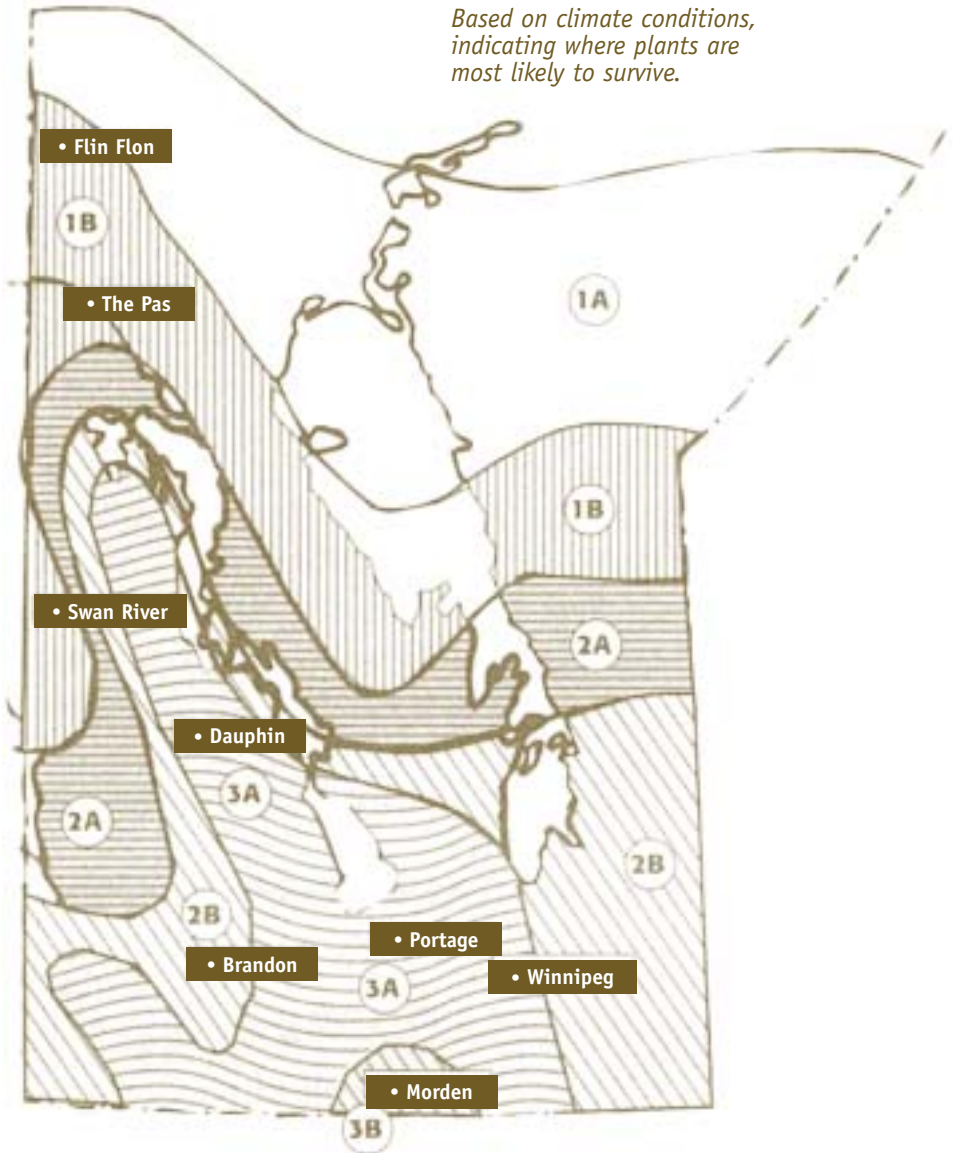 Based on climate conditions,
indicating where plants are
most likely to survive.
• Flin Flon
1B
• The Pas
1A
1B
• Swan River
2A
• Dauphin
3A
2A
2B
2B
• Portage
• Brandon
• Winnipeg
3A
• Morden
3B